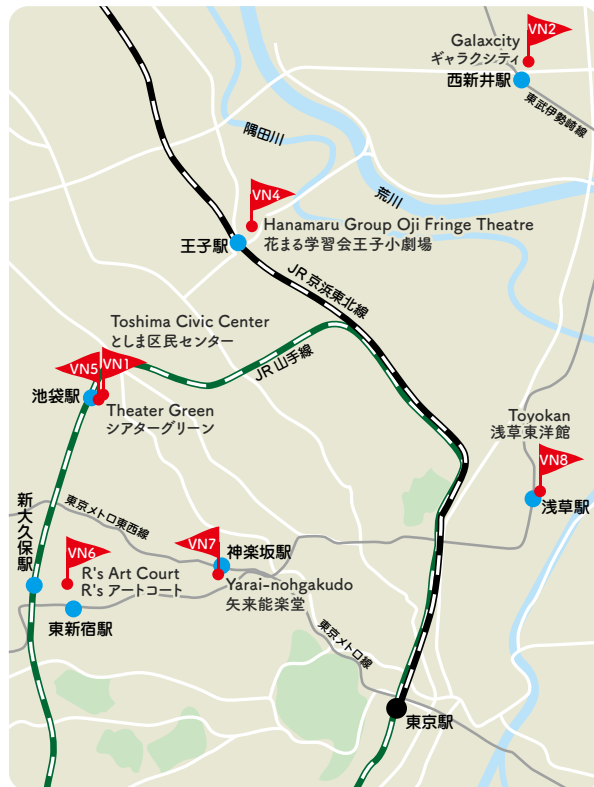 VN2
Galaxcity
ギャラクシティ
西新井駅
東武伊勢崎線
隅田川
荒川
VN4
Hanamaru Group Oji Fringe Theatre
花まる学習会王子小劇場
王子駅
JR 京浜東北線
Toshima Civic Center
としま区民センター
JR 山手線
VN5
VN1
池袋駅
Theater Green
シアターグリーン
Toyokan
浅草東洋館
VN8
浅草駅
新大久保駅
東京メトロ東西線
VN6
R's Art Court
R's アートコート
東新宿駅
VN7
神楽坂駅
Yarai-nohgakudo
矢来能楽堂
東京メトロ線
東京駅